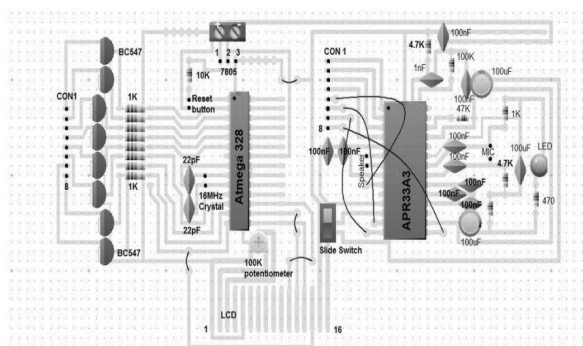 BC547
CON1
8
BC547
1K
1K
1 2 3
7805
10K
Reset
button
22pF
16MHz
Crystal
22pF
Atmega 328
100K
potentiometer
LCD
1
16
CON 1
8
100nF
100nF
Speaker
Slide Switch
APR33A3
4.7K
100nF
100K
1nF
100uF
100nF
47K
1K
100nF
MIC
100nF
100uF
LED
4.7K
100nF
100nF
100nF
470
100uF